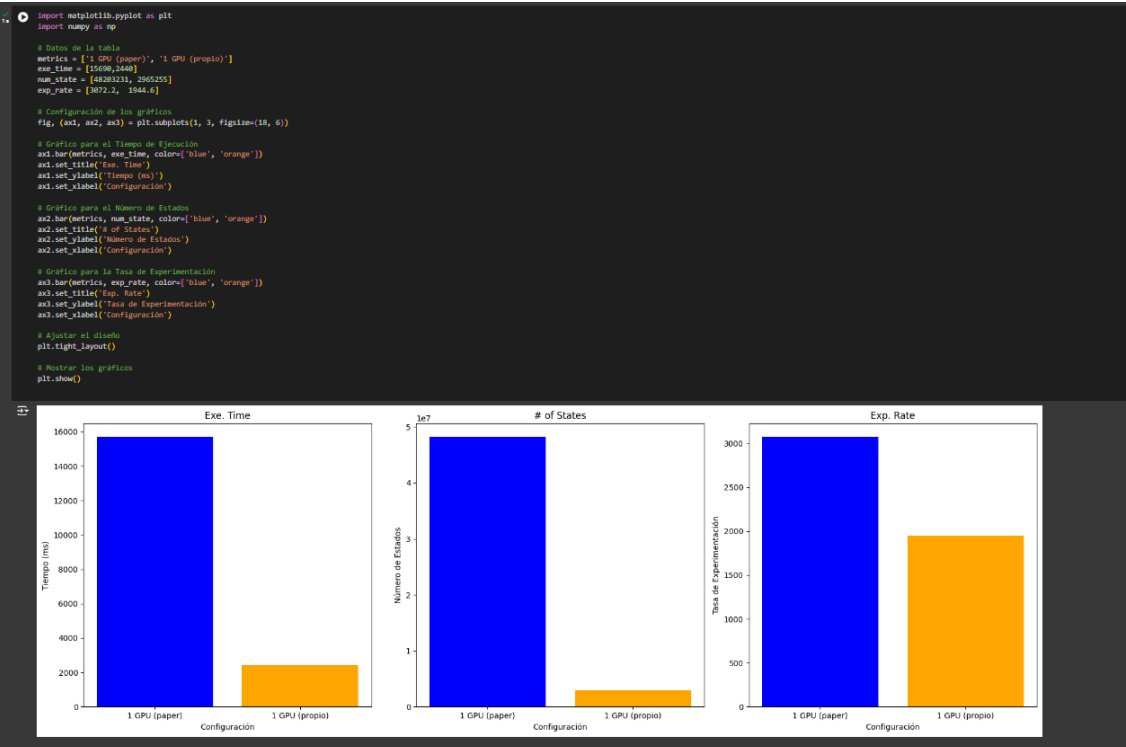 import matplotlib.pyplot as plt
import numpy as np
# Datos de la tabla
metrics = ['1 GPU (paper)', '1 GPU (propio)']
exe_time = [15690,2440]
num_state = [48203231, 2965255]
exp_rate = [3072.2,  1944.6]
# Configuración de los gráficos
fig, (ax1, ax2, ax3) = plt.subplots(1, 3, figsize=(18, 6))
# Gráfico para el Tiempo de Ejecución
ax1.bar(metrics, exe_time, color=['blue', 'orange'])
ax1.set_title('Exe. Time')
ax1.set_ylabel('Tiempo (ms)')
ax1.set_xlabel('Configuración')
# Gráfico para el Número de Estados
ax2.bar(metrics, num_state, color=['blue', 'orange'])
ax2.set_title('# of States')
ax2.set_ylabel('Número de Estados')
ax2.set_xlabel('Configuración')
# Gráfico para la Tasa de Experimentación
ax3.bar(metrics, exp_rate, color=['blue', 'orange'])
ax3.set_title('Exp. Rate')
ax3.set_ylabel('Tasa de Experimentación')
ax3.set_xlabel('Configuración')
# Ajustar el diseño
plt.tight_layout()
# Mostrar los gráficos
plt.show()
Exe. Time
16000
14000
12000
10000
8000
6000
4000
2000
0
Tiempo (ms)
1 GPU (paper)
1 GPU (propio)
Configuración
# of States
1e7
5
4
3
2
1
0
Número de Estados
1 GPU (paper)
1 GPU (propio)
Configuración
Exp. Rate
3000
2500
2000
1500
1000
500
0
Tasa de Experimentación
1 GPU (paper)
1 GPU (propio)
Configuración